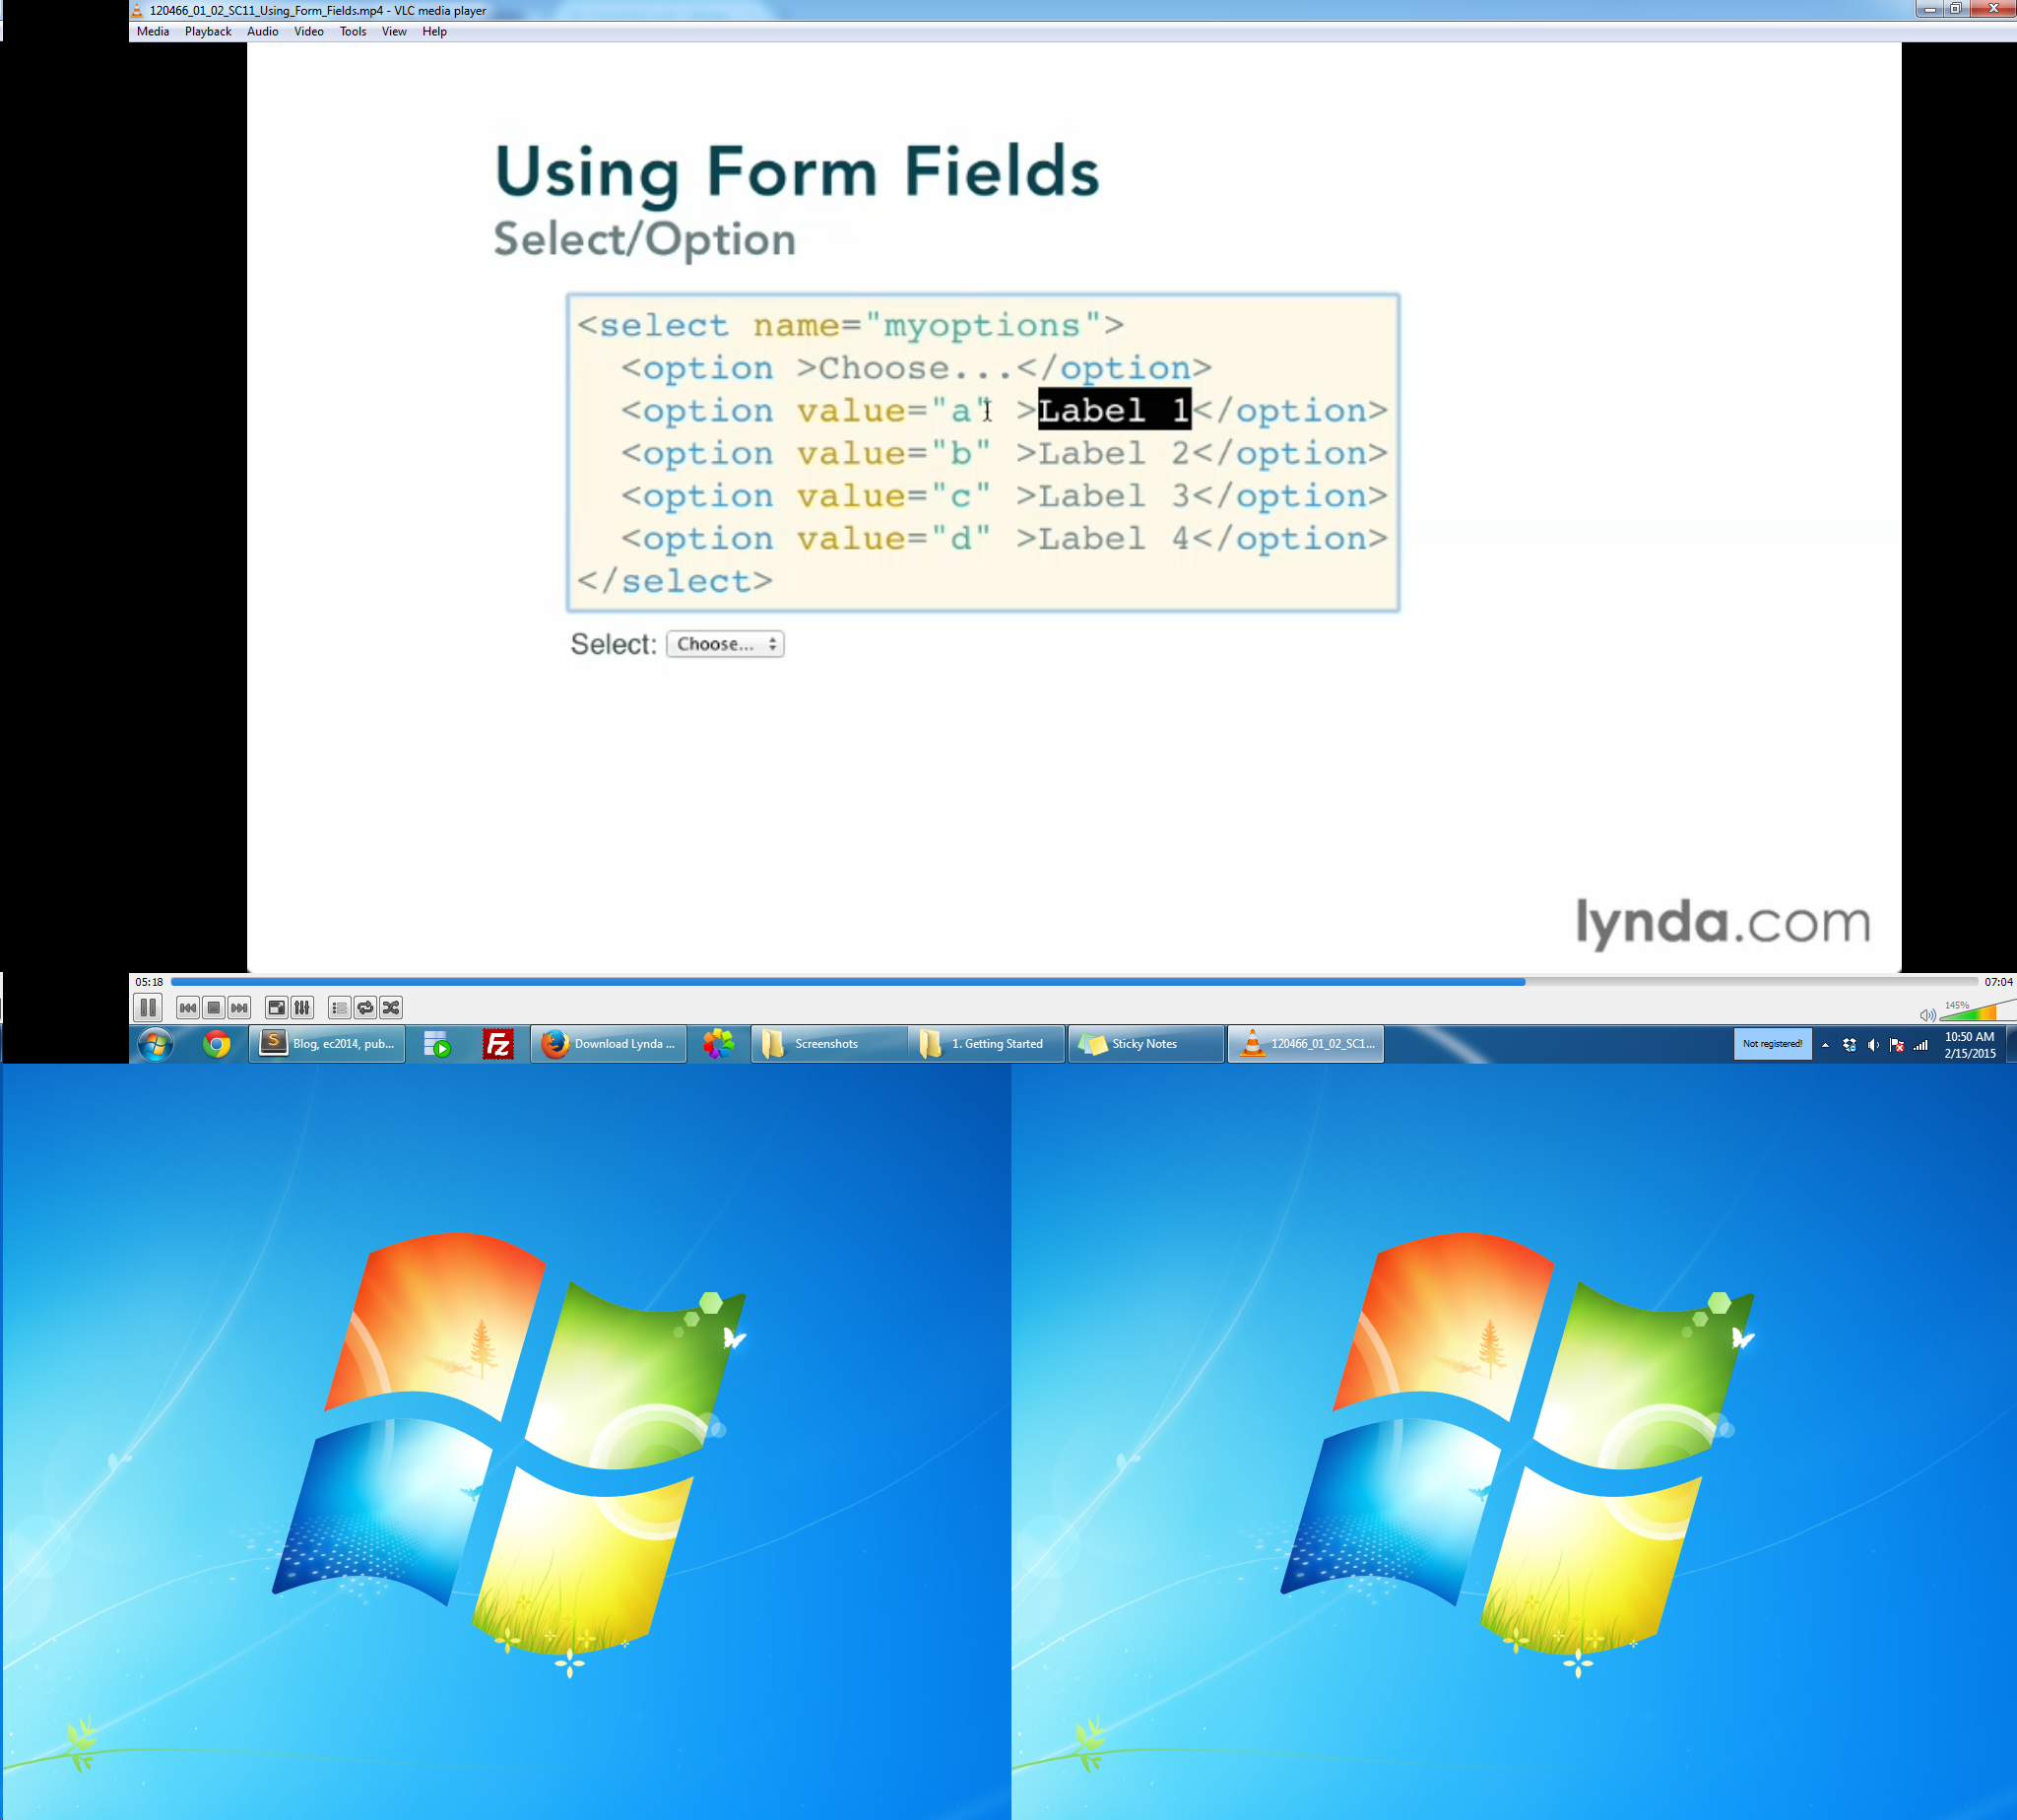 120466_01_02_SC11_Using_Form_Fields.mp4 - VLC media player
Media Playback Audio Video Tools View Help
Using Form Fields
Select/Option
<select name="myoptions">
<option >Choose...</option>
<option value="a" >Label 1</option>
<option value="b" >Label 2</option>
<option value="c" >Label 3</option>
<option value="d" >Label 4</option>
</select>
Select: Choose...
lynda.com
05:18 07:04
145%
Blog, ec2014, pub... Download Lynda ... Screenshots 1. Getting Started Sticky Notes 120466_01_02_SC1... Not registered! 10:50 AM
2/15/2015